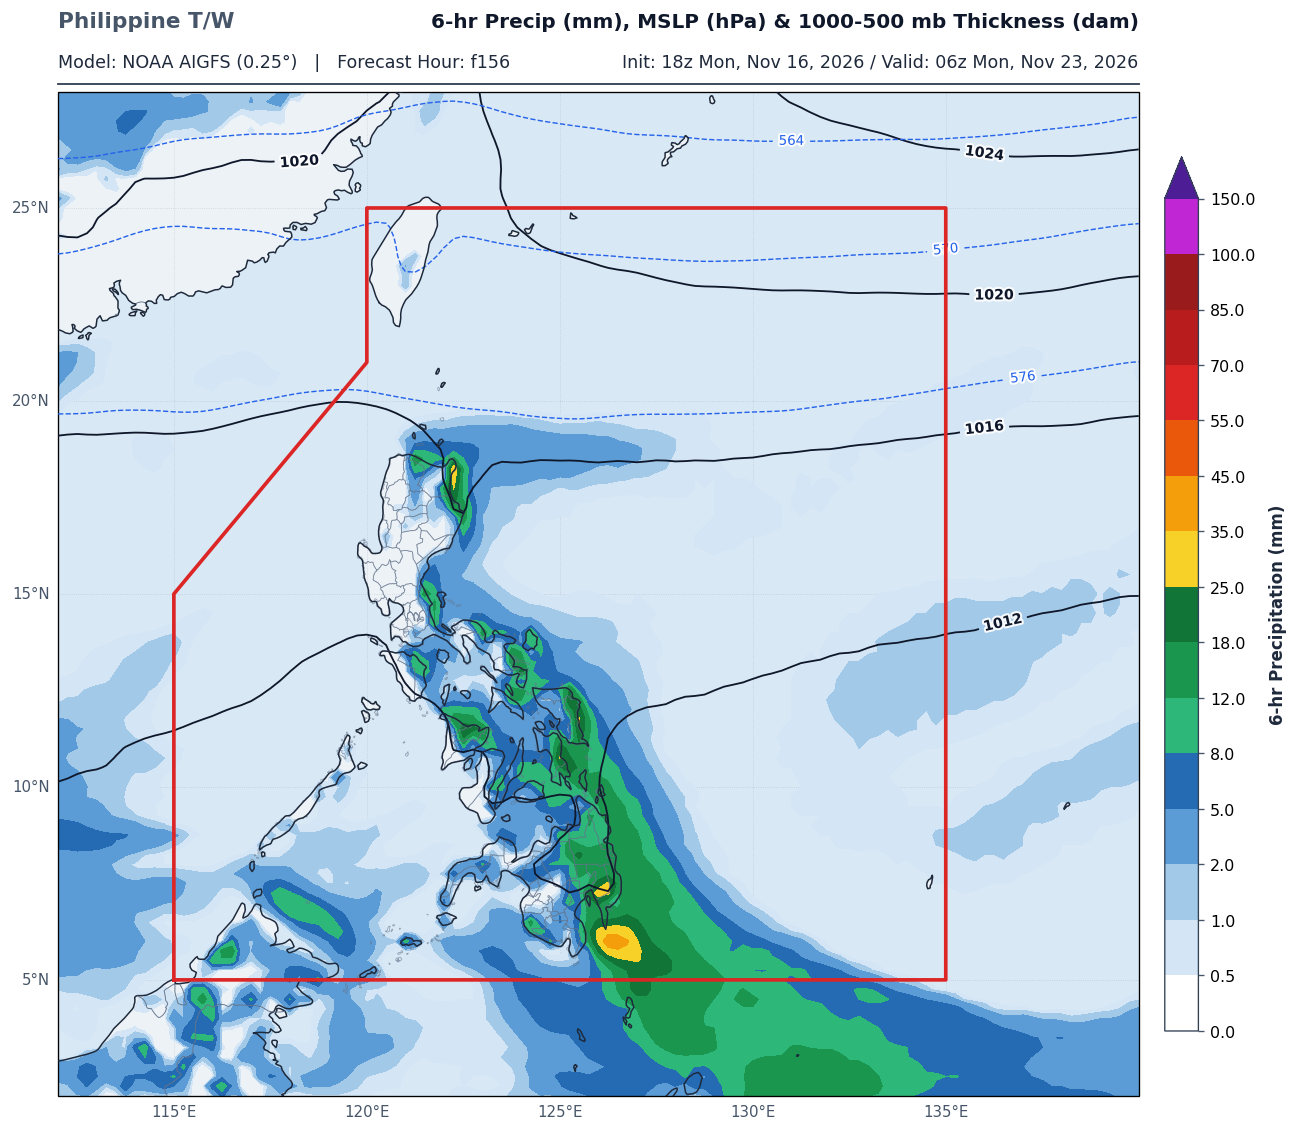 Philippine T/W
6-hr Precip (mm), MSLP (hPa) & 1000-500 mb Thickness (dam)
Model: NOAA AIGFS (0.25°) | Forecast Hour: f156
Init: 18z Mon, Nov 16, 2026 / Valid: 06z Mon, Nov 23, 2026
564
1020
1024
25°N
570
1020
576
20°N
1016
15°N
1012
10°N
5°N
115°E
120°E
125°E
130°E
135°E
150.0
100.0
85.0
70.0
55.0
45.0
35.0
25.0
18.0
12.0
8.0
5.0
2.0
1.0
0.5
0.0
6-hr Precipitation (mm)